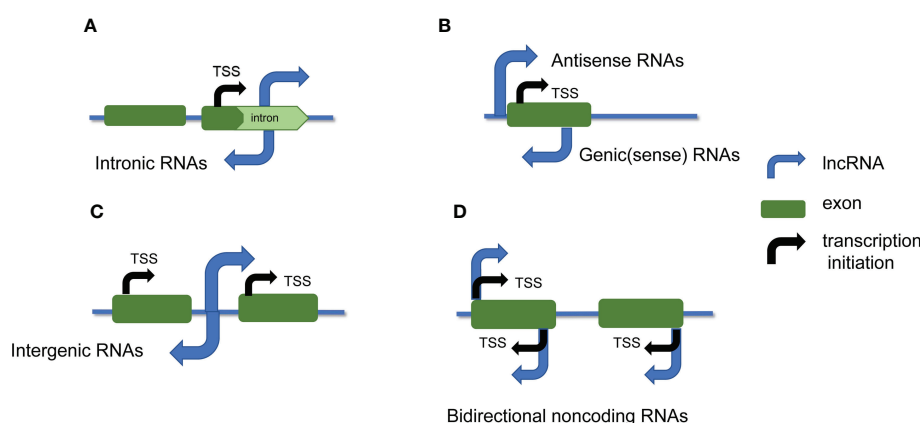 A
TSS
intron
Intronic RNAs
B
Antisense RNAs
TSS
Genic(sense) RNAs
C
TSS
TSS
Intergenic RNAs
D
TSS
TSS
TSS
Bidirectional noncoding RNAs
lncRNA
exon
transcription
initiation